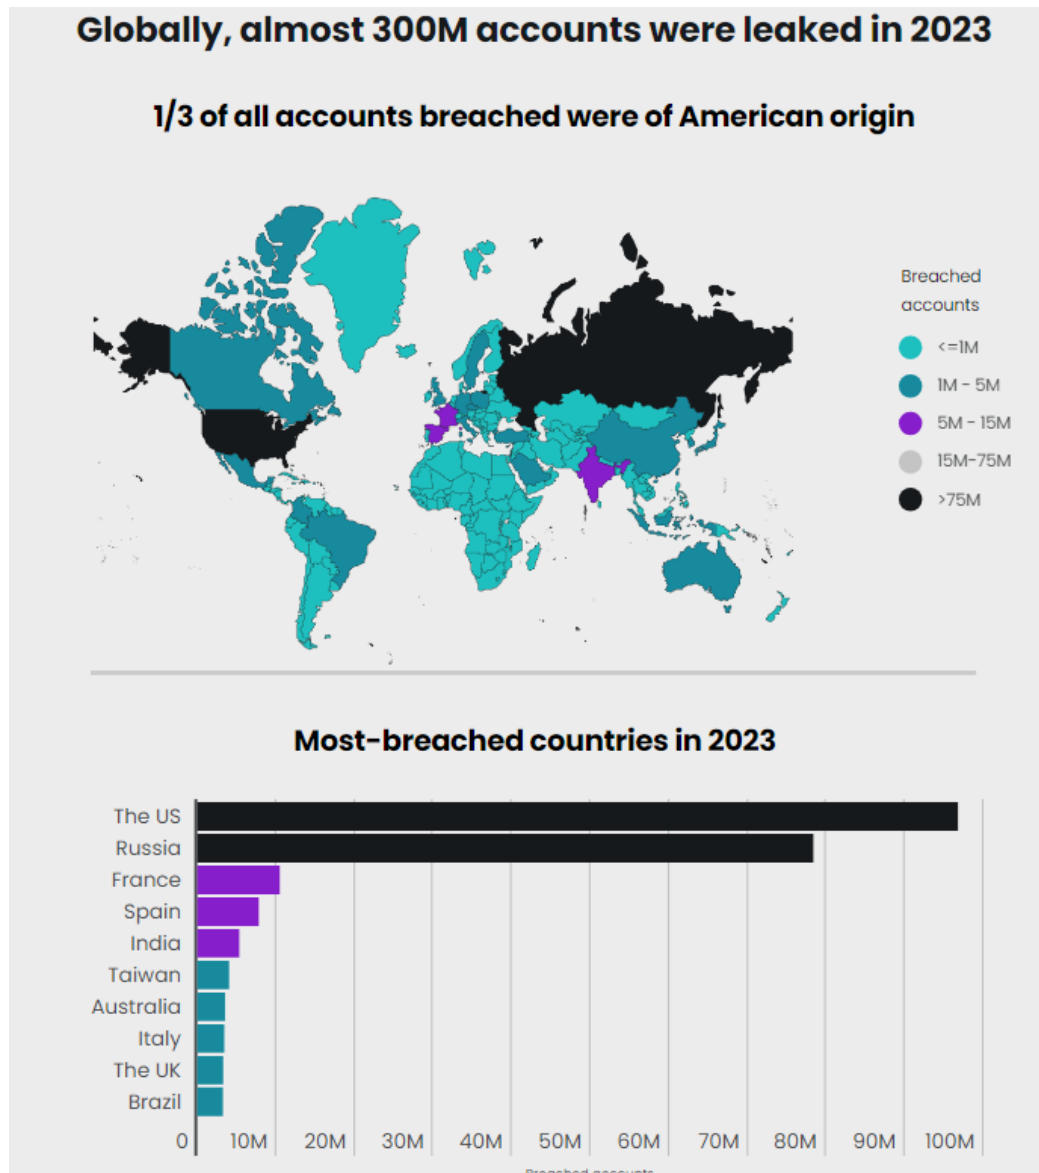 Globally, almost 300M accounts were leaked in 2023
1/3 of all accounts breached were of American origin
Breached
accounts
<=1M
1M - 5M
5M - 15M
15M-75M
>75M
Most-breached countries in 2023
The US
Russia
France
Spain
India
Taiwan
Australia
Italy
The UK
Brazil
0 10M 20M 30M 40M 50M 60M 70M 80M 90M 100M
Breached accounts